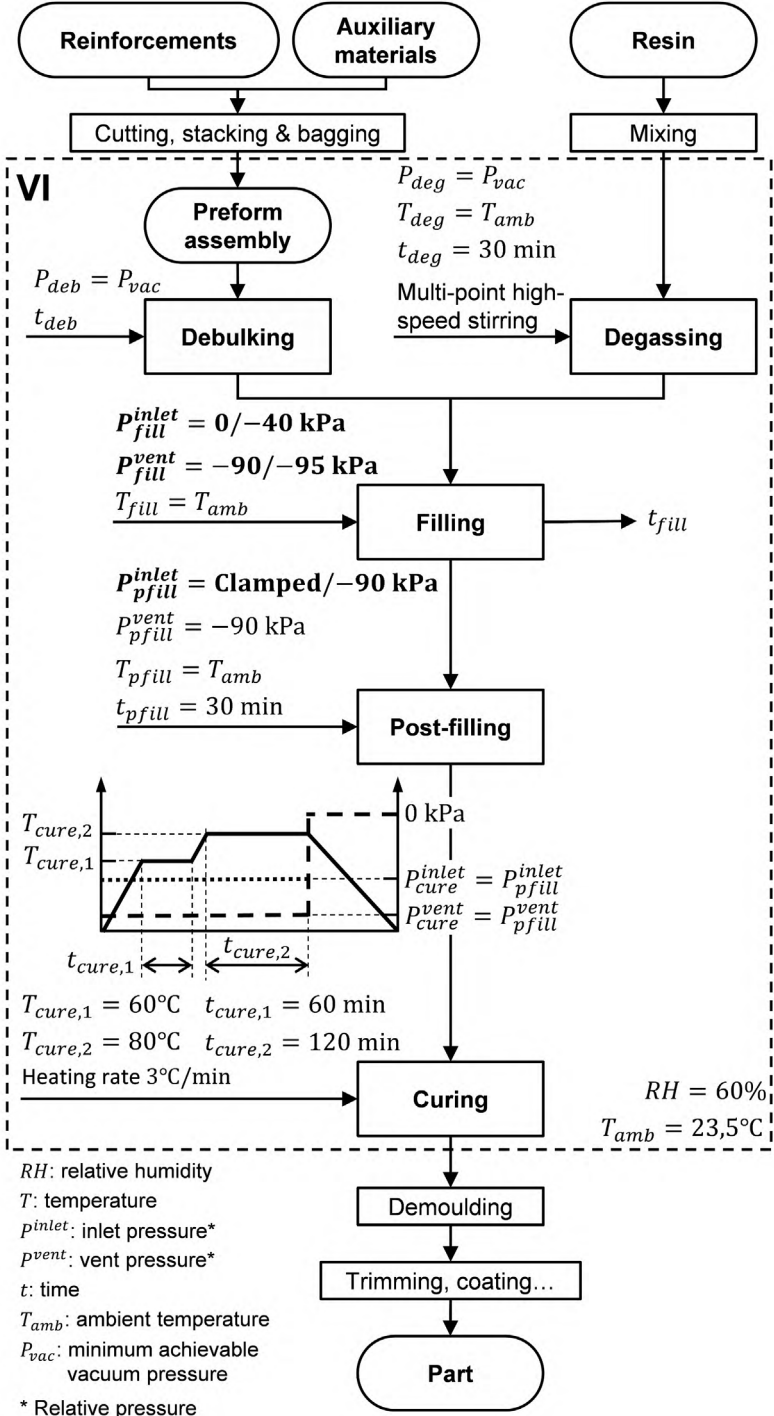 Reinforcements
Auxiliary
materials
Resin
Cutting, stacking & bagging
Mixing
VI
Preform
assembly
P_deg = P_vac
T_deg = T_amb
t_deg = 30 min
Multi-point high-
speed stirring
P_deb = P_vac
t_deb
Debulking
Degassing
P_fill^inlet = 0/−40 kPa
P_fill^vent = −90/−95 kPa
T_fill = T_amb
Filling
t_fill
P_pfill^inlet = Clamped/−90 kPa
P_pfill^vent = −90 kPa
T_pfill = T_amb
t_pfill = 30 min
Post-filling
0 kPa
T_cure,2
T_cure,1
P_cure^inlet = P_pfill^inlet
P_cure^vent = P_pfill^vent
t_cure,1
t_cure,2
T_cure,1 = 60°C t_cure,1 = 60 min
T_cure,2 = 80°C t_cure,2 = 120 min
Heating rate 3°C/min
Curing
RH = 60%
T_amb = 23,5°C
RH: relative humidity
T: temperature
P^inlet: inlet pressure*
P^vent: vent pressure*
t: time
T_amb: ambient temperature
P_vac: minimum achievable
vacuum pressure
* Relative pressure
Demoulding
Trimming, coating…
Part